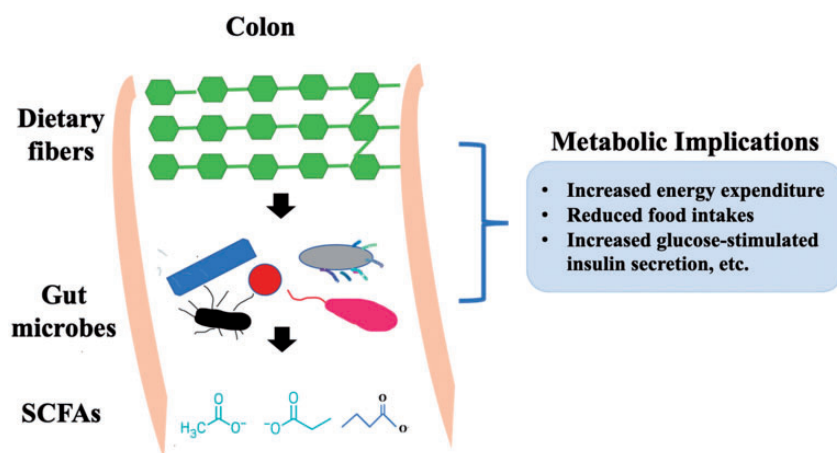 Colon
Dietary
fibers
Metabolic Implications
• Increased energy expenditure
• Reduced food intakes
• Increased glucose-stimulated
insulin secretion, etc.
Gut
microbes
SCFAs
O
H₃C
O⁻
O
⁻O
O
O⁻